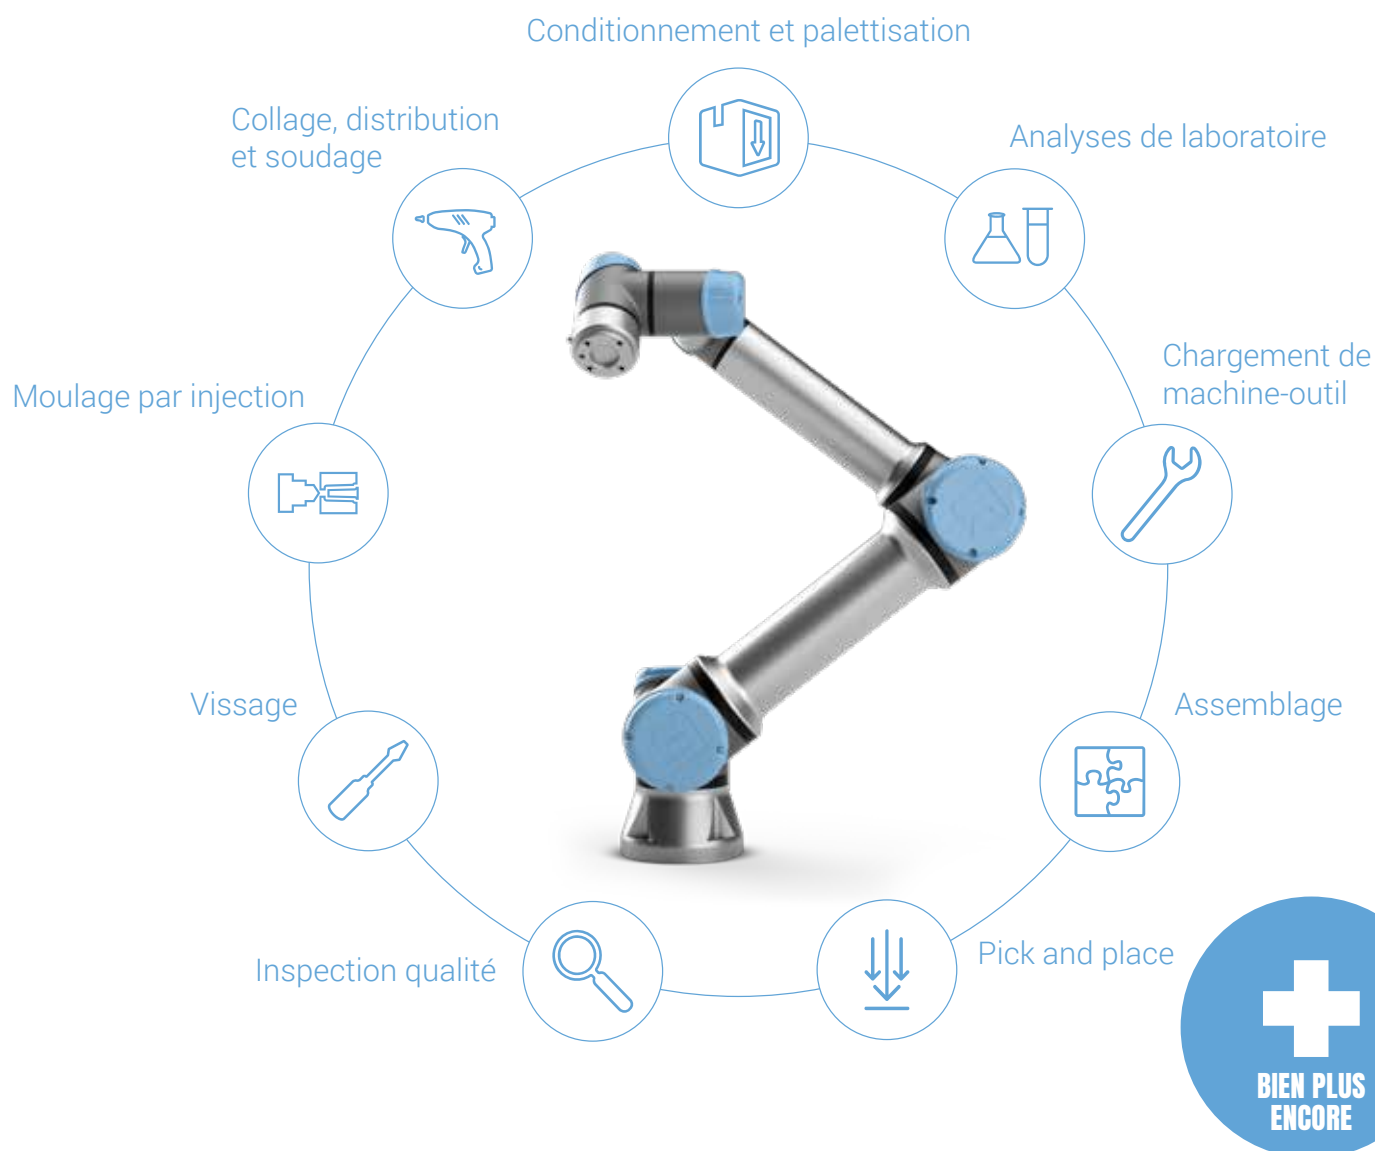 Conditionnement et palettisation
Collage, distribution
et soudage
Analyses de laboratoire
Chargement de
machine-outil
Moulage par injection
Vissage
Assemblage
Inspection qualité
Pick and place
BIEN PLUS
ENCORE